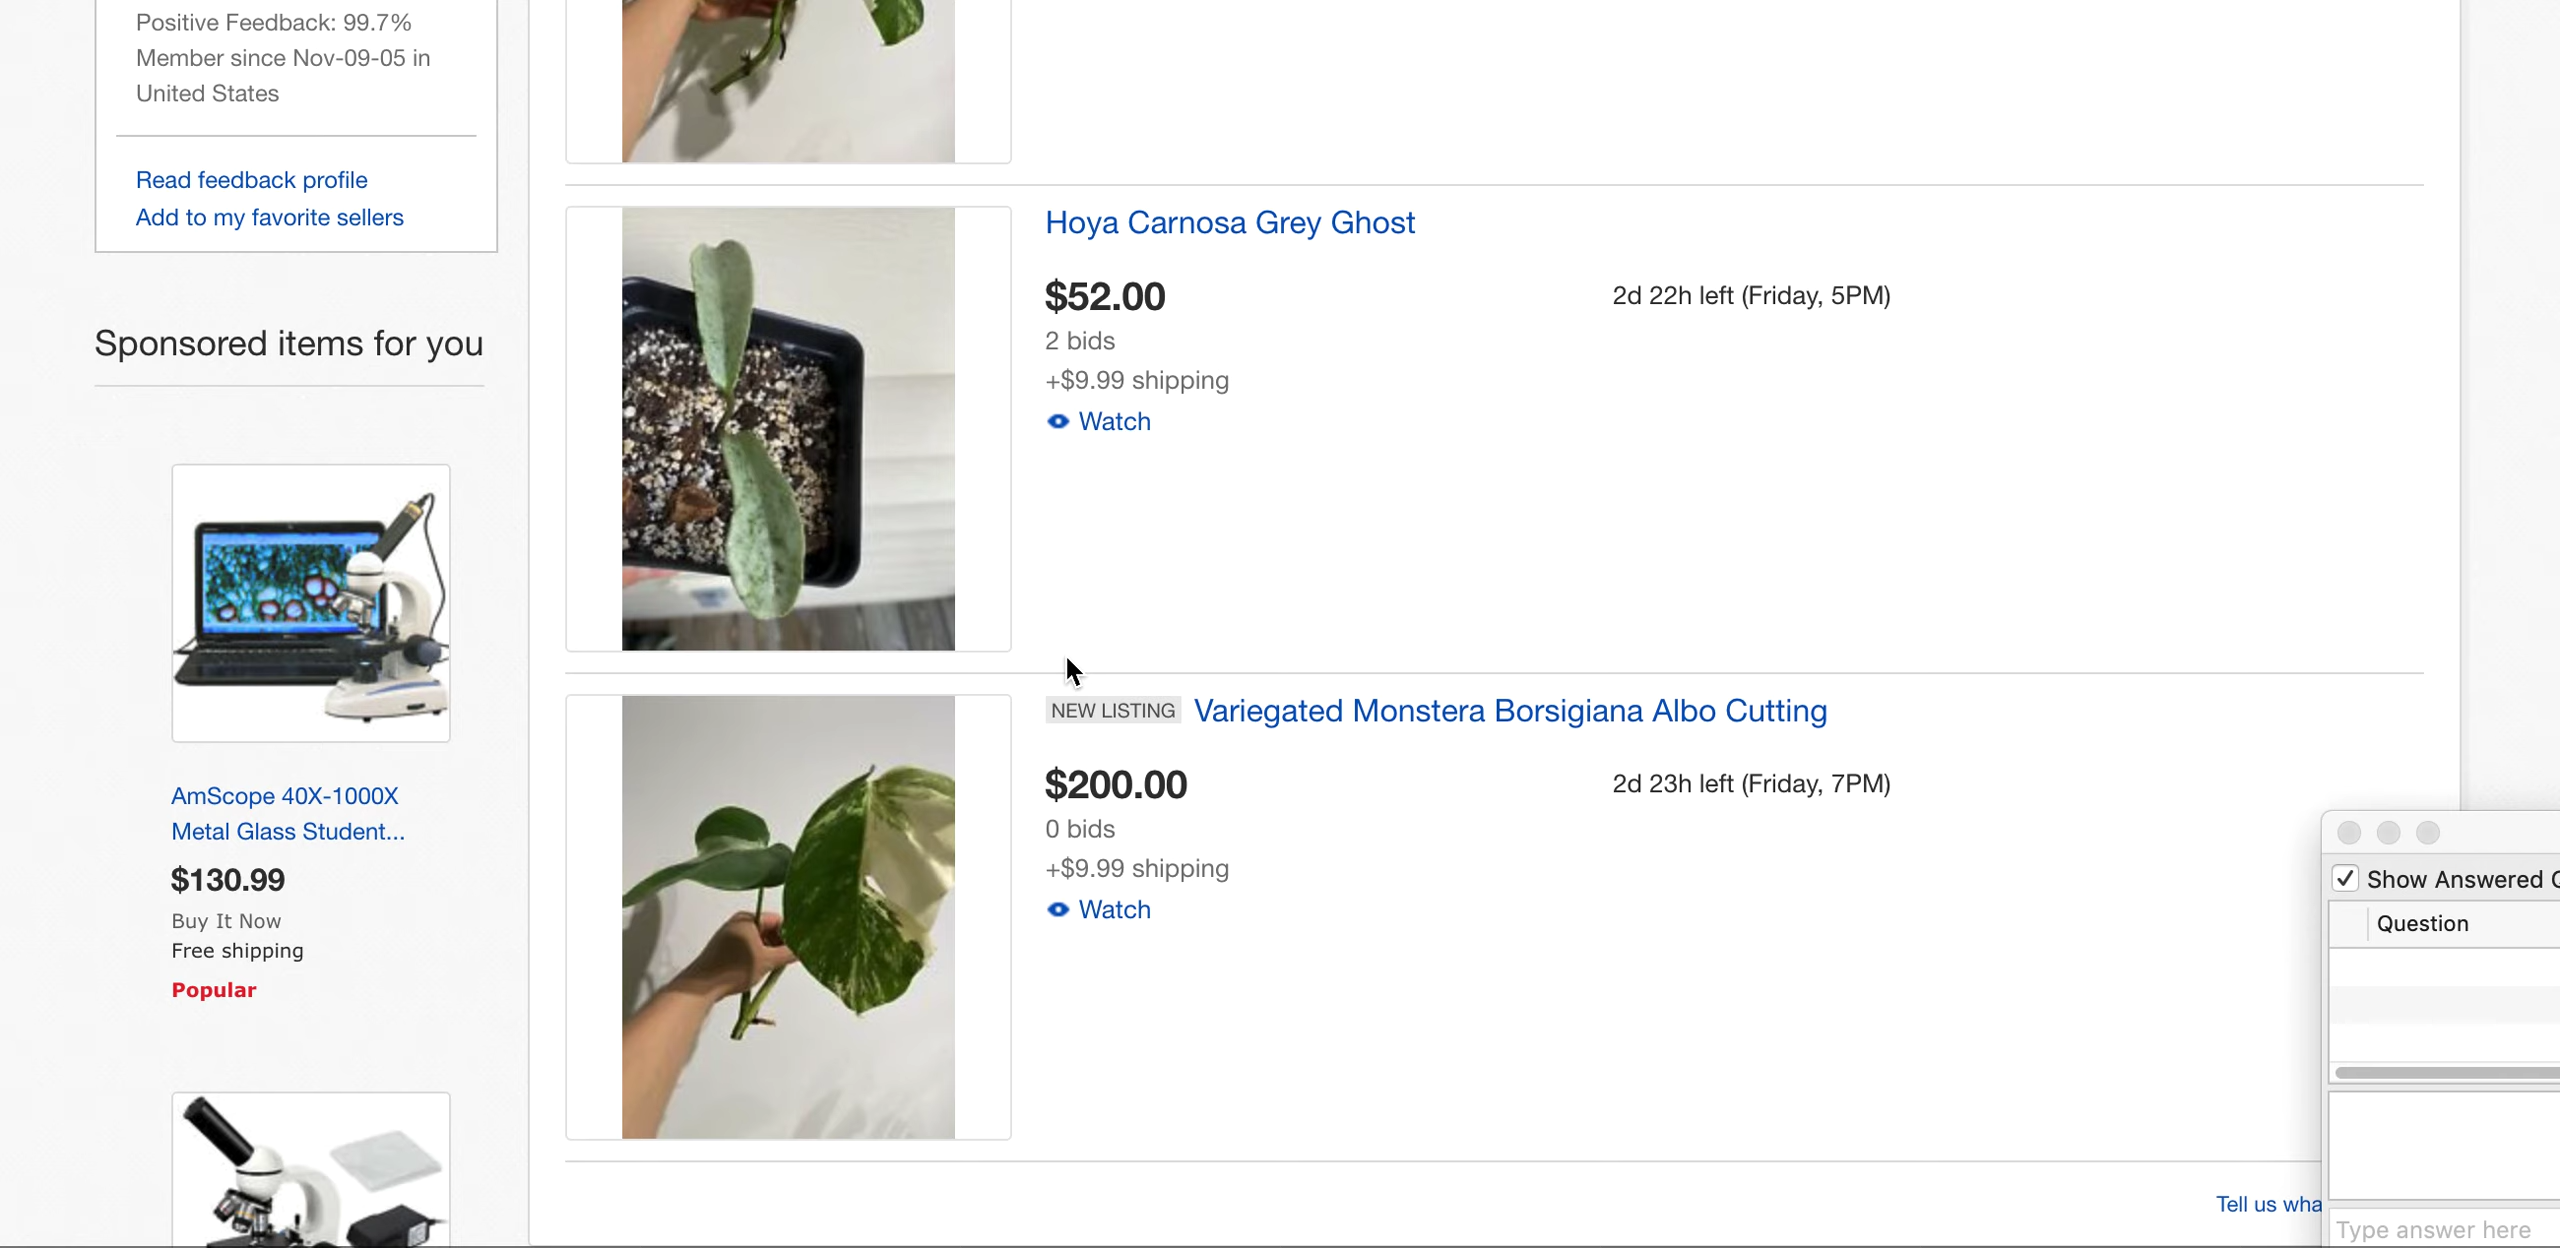 Positive Feedback: 99.7%
Member since Nov-09-05 in
United States
Read feedback profile
Add to my favorite sellers
Sponsored items for you
AmScope 40X-1000X
Metal Glass Student...
$130.99
Buy It Now
Free shipping
Popular
Hoya Carnosa Grey Ghost
$52.00
2d 22h left (Friday, 5PM)
2 bids
+$9.99 shipping
Watch
NEW LISTING Variegated Monstera Borsigiana Albo Cutting
$200.00
2d 23h left (Friday, 7PM)
0 bids
+$9.99 shipping
Watch
Tell us wha
Show Answered
Question
Type answer here